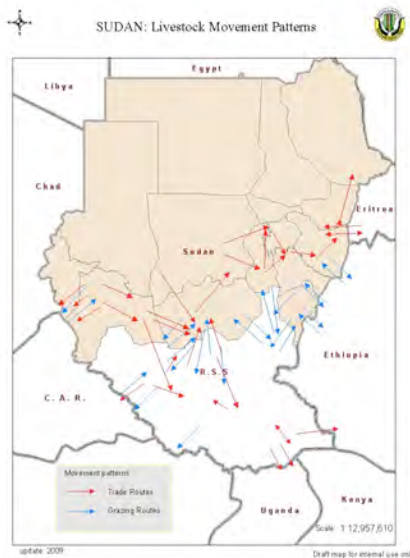 SUDAN: Livestock Movement Patterns
Egypt
Libya
Chad
Eritrea
Sudan
Ethiopia
R.S.S
C. A. R.
Movement patterns
Trade Routes
Grazing Routes
Uganda
Kenya
Scale: 1:12,957,610
update: 2009
Draft map for internal use onl